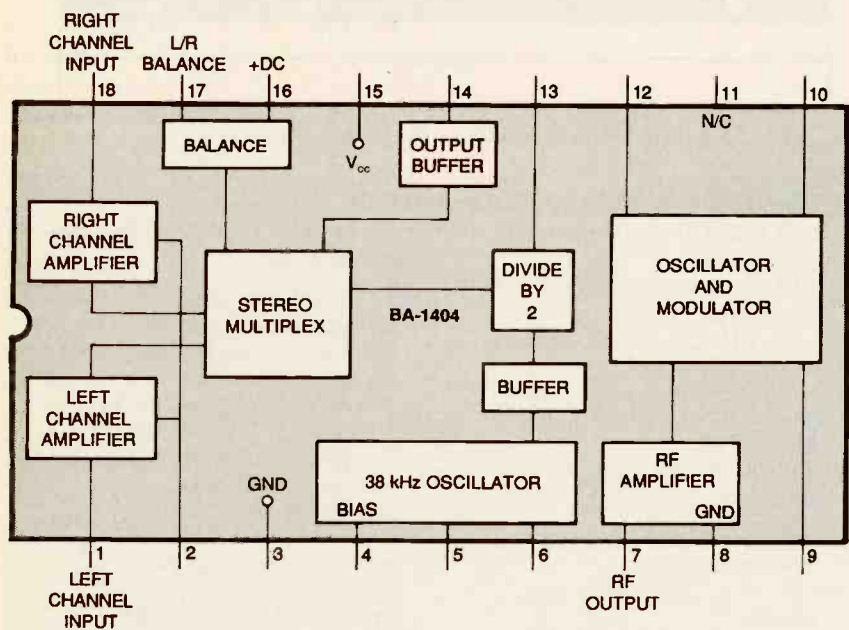 RIGHT
CHANNEL
INPUT
L/R
BALANCE
+DC
18
17
16
15
14
13
12
11
10
N/C
BALANCE
Vcc
OUTPUT
BUFFER
RIGHT
CHANNEL
AMPLIFIER
STEREO
MULTIPLEX
BA-1404
DIVIDE
BY
2
OSCILLATOR
AND
MODULATOR
LEFT
CHANNEL
AMPLIFIER
BUFFER
GND
38 kHz OSCILLATOR
BIAS
RF
AMPLIFIER
GND
1
2
3
4
5
6
7
8
9
LEFT
CHANNEL
INPUT
RF
OUTPUT